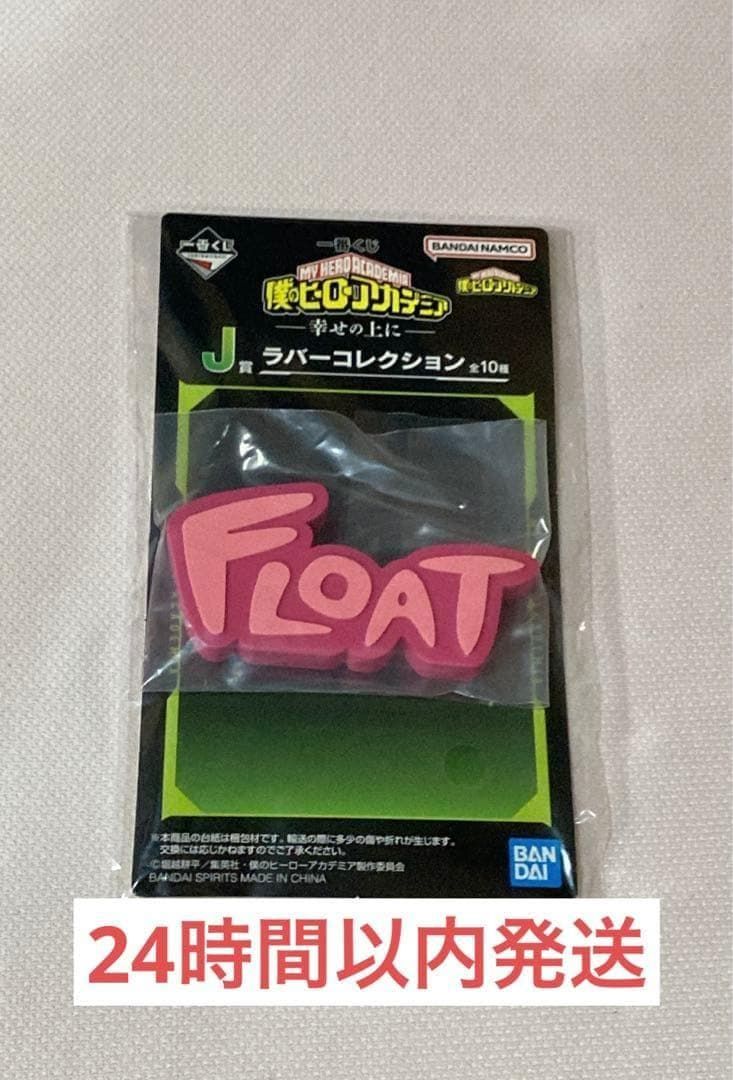 一番くじ
一番くじ
BANDAI NAMCO
MY HERO ACADEMIA
僕のヒーローアカデミア
僕のヒーローアカデミア
幸せの上に
J賞 ラバーコレクション 全10種
FLOAT
※本商品の台紙は梱包材です。輸送の際に多少の傷や折れが生じます。
交換には応じかねますのでご了承ください。
©堀越耕平／集英社・僕のヒーローアカデミア製作委員会
BANDAI SPIRITS MADE IN CHINA
BAN
DAI
24時間以内発送